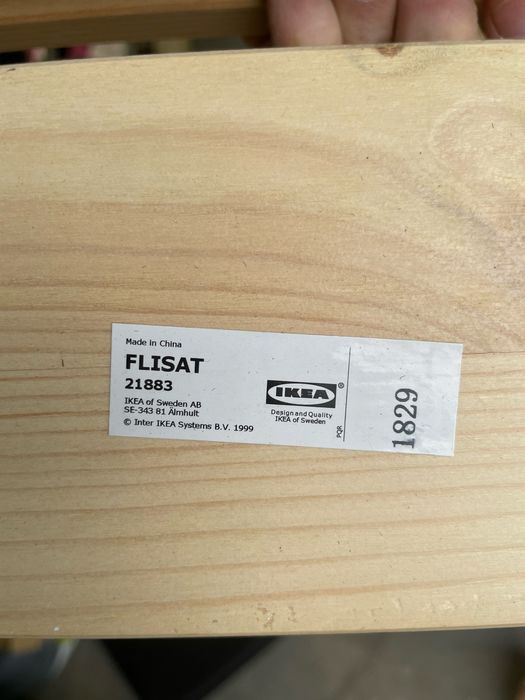 Made in China
FLISAT
21883
IKEA of Sweden AB
SE-343 81 Älmhult
© Inter IKEA Systems B.V. 1999
IKEA®
Design and Quality
IKEA of Sweden
PQR
1829